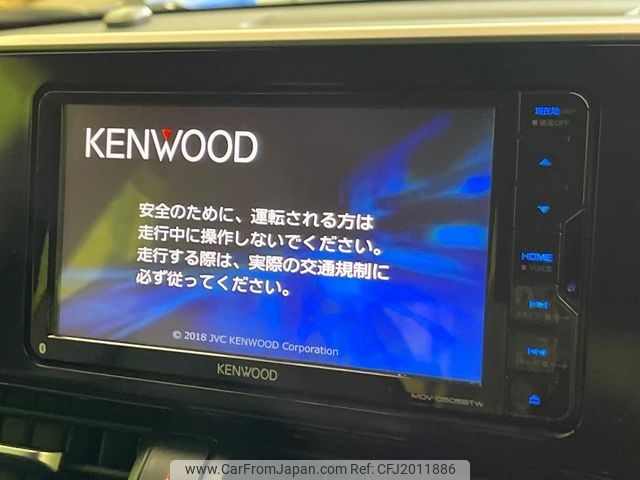 KENWOOD
安全のために、運転される方は
走行中に操作しないでください。
走行する際は、実際の交通規制に
必ず従ってください。
© 2018 JVC KENWOOD Corporation
KENWOOD
現在地
HOME
VOICE
MDV-D505BTW
www.CarFromJapan.com | CFJ2011886